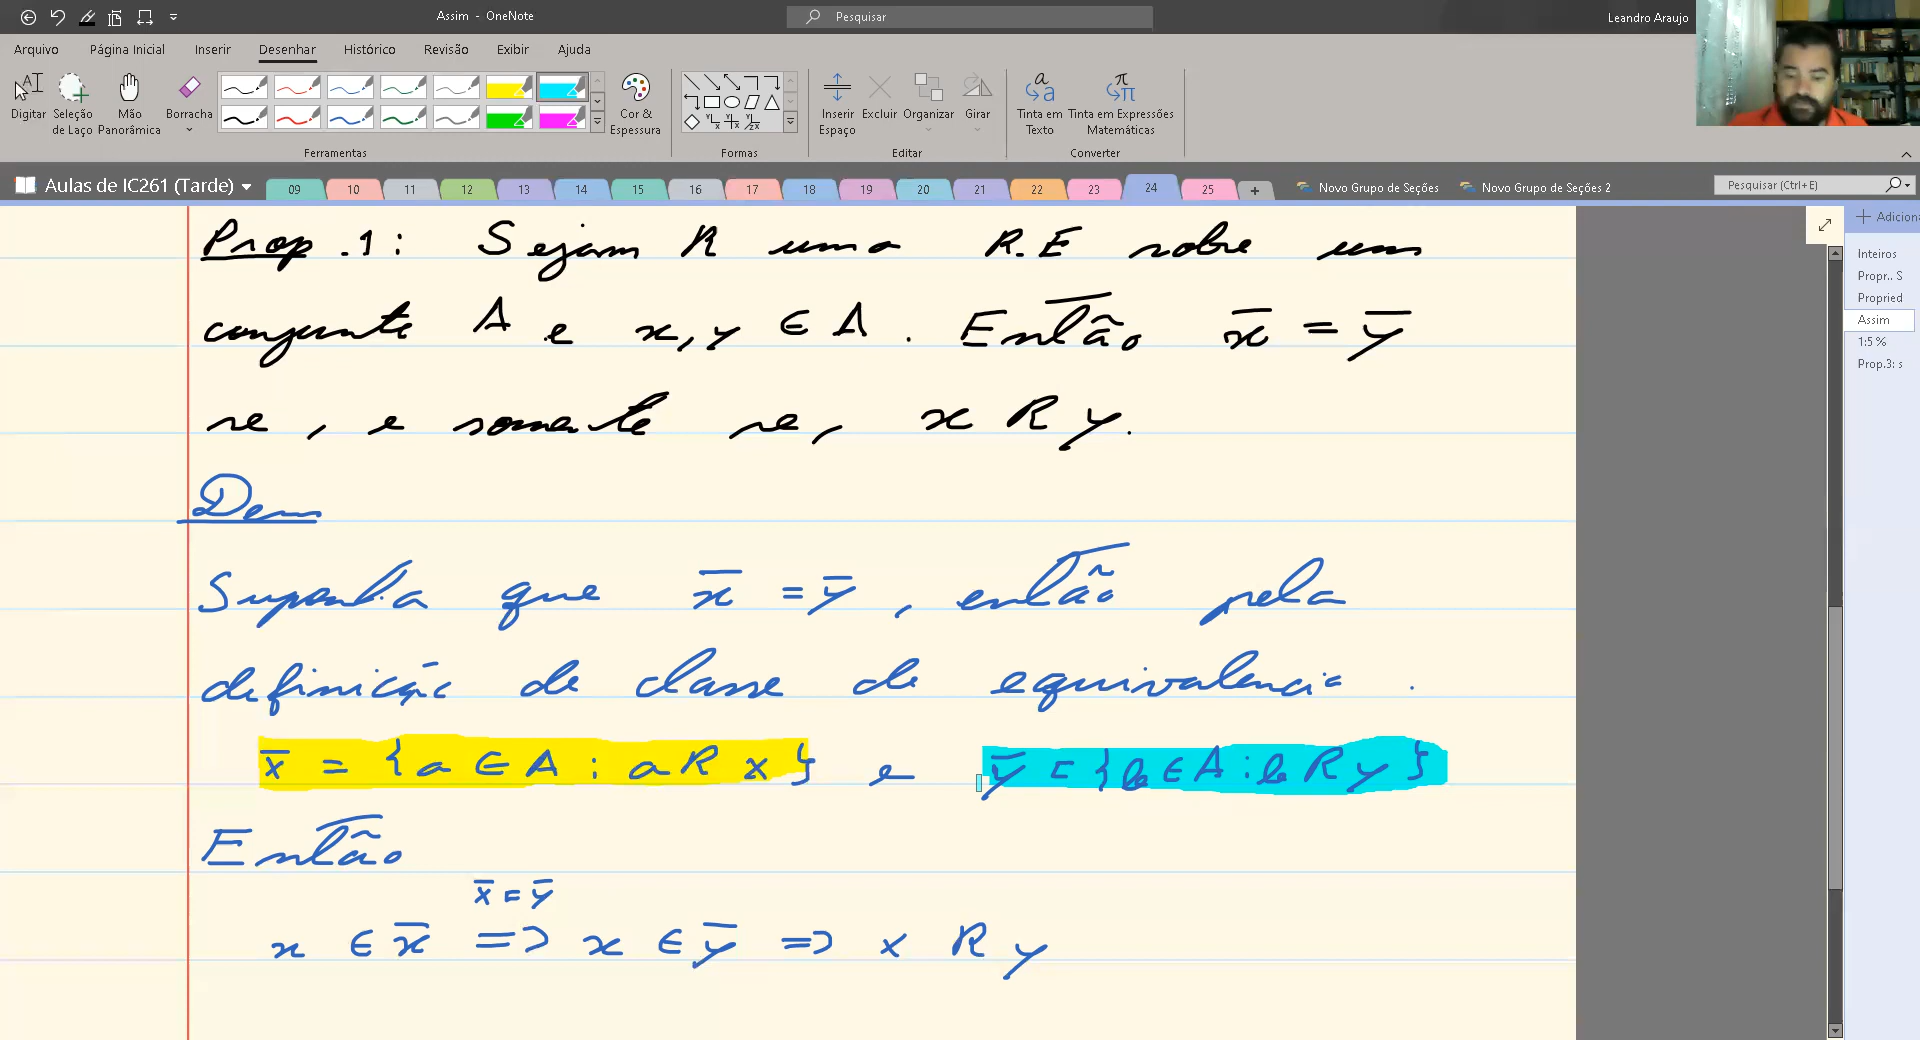 Assim - OneNote
Pesquisar
Leandro Araujo
Arquivo Página Inicial Inserir Desenhar Histórico Revisão Exibir Ajuda
Digitar Seleção de Laço Mão Panorâmica Borracha Cor & Espessura Inserir Espaço Excluir Organizar Girar Tinta em Texto Tinta em Expressões Matemáticas
Ferramentas Formas Editar Converter
Aulas de IC261 (Tarde) 09 10 11 12 13 14 15 16 17 18 19 20 21 22 23 24 25 Novo Grupo de Seções Novo Grupo de Seções 2 Pesquisar (Ctrl+E)
Adiciona
Inteiros
Propr.. S
Propried
Assim
1:5 %
Prop.3: s
Prop.1: Sejam R uma R.E sobre um
conjunto A e x, y ∈ A. Então x̅ = y̅
se, e somente se, x R y.
Dem
Suponha que x̅ = y̅, então pela
definição de classe de equivalencia.
x̅ = {a ∈ A : a R x} e y̅ = {b ∈ A : b R y}
Então
x̅ = y̅
x ∈ x̅ => x ∈ y̅ => x R y